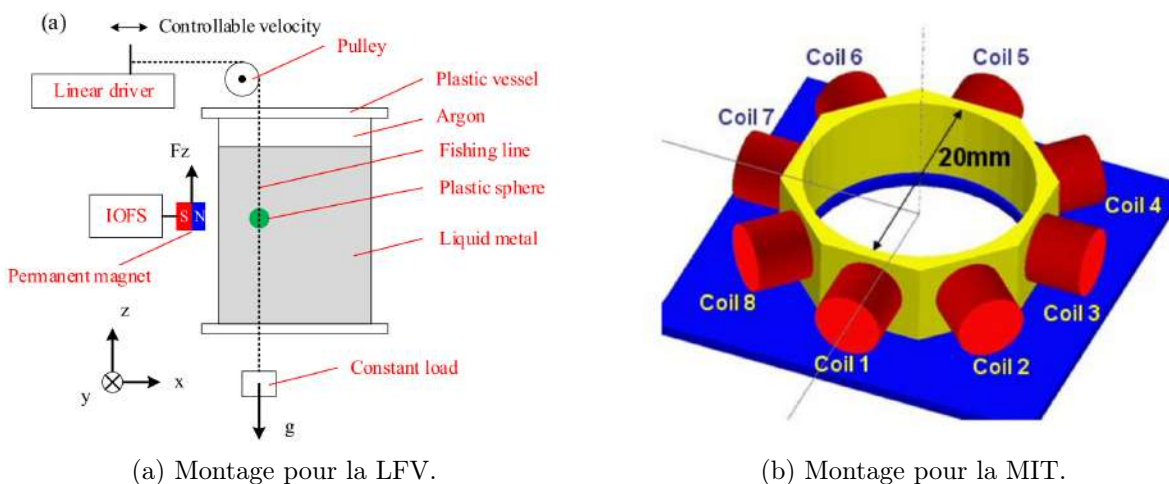 (a)
Controllable velocity
Pulley
Linear driver
Plastic vessel
Argon
Fz
Fishing line
Plastic sphere
IOFS
S N
Liquid metal
Permanent magnet
z
x
y
Constant load
g
(a) Montage pour la LFV.
Coil 6
Coil 5
Coil 7
20mm
Coil 4
Coil 8
Coil 3
Coil 1
Coil 2
(b) Montage pour la MIT.